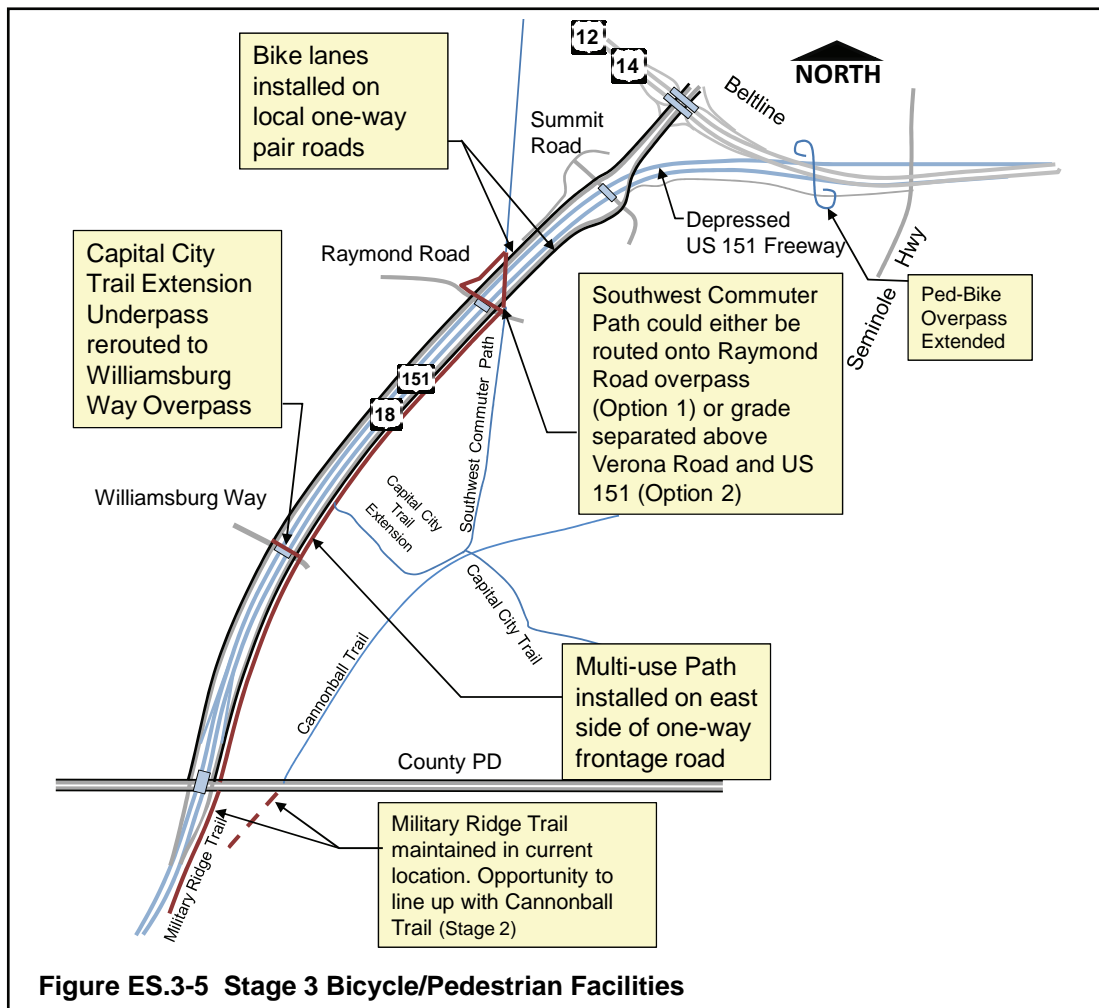 12
14
NORTH
Bike lanes
installed on
local one-way
pair roads
Beltline
Summit
Road
Depressed
US 151 Freeway
Capital City
Trail Extension
Underpass
rerouted to
Williamsburg
Way Overpass
Raymond Road
Southwest Commuter
Path could either be
routed onto Raymond
Road overpass
(Option 1) or grade
separated above
Verona Road and US
151 (Option 2)
Seminole
Hwy
Ped-Bike
Overpass
Extended
151
18
Southwest Commuter Path
Williamsburg Way
Capital City
Trail
Extension
Capital City Trail
Cannonball Trail
Multi-use Path
installed on east
side of one-way
frontage road
County PD
Military Ridge Trail
Military Ridge Trail
maintained in current
location. Opportunity to
line up with Cannonball
Trail (Stage 2)
Figure ES.3-5 Stage 3 Bicycle/Pedestrian Facilities